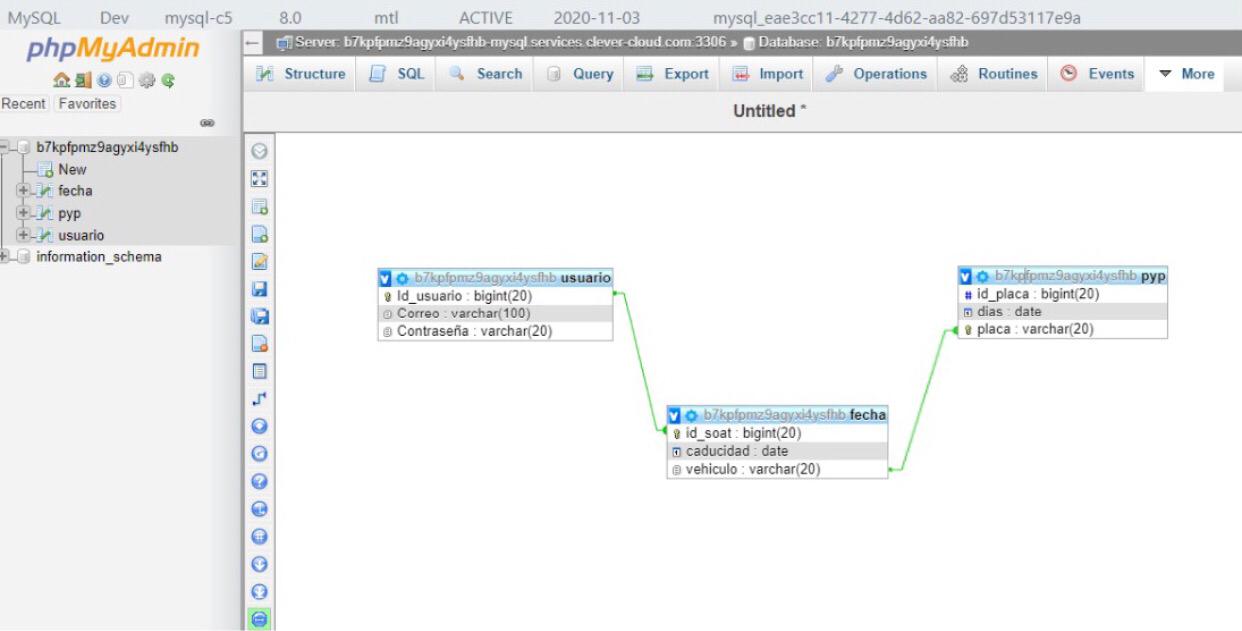 MySQL Dev mysql-c5 8.0 mtl ACTIVE 2020-11-03 mysql_eae3cc11-4277-4d62-aa82-697d53117e9a
phpMyAdmin
Recent Favorites
b7kpfpmz9agyxi4ysfhb
New
fecha
pyp
usuario
information_schema
Server: b7kpfpmz9agyxi4ysfhb-mysql.services.clever-cloud.com:3306 » Database: b7kpfpmz9agyxi4ysfhb
Structure SQL Search Query Export Import Operations Routines Events More
Untitled *
b7kpfpmz9agyxi4ysfhb usuario
Id_usuario : bigint(20)
Correo : varchar(100)
Contraseña : varchar(20)
b7kpfpmz9agyxi4ysfhb pyp
id_placa : bigint(20)
dias : date
placa : varchar(20)
b7kpfpmz9agyxi4ysfhb fecha
id_soat : bigint(20)
caducidad : date
vehiculo : varchar(20)